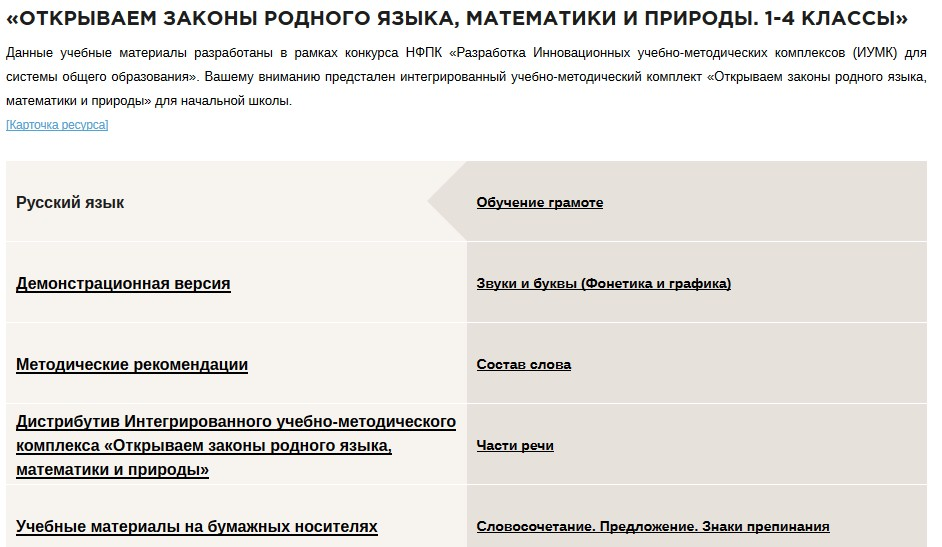 «ОТКРЫВАЕМ ЗАКОНЫ РОДНОГО ЯЗЫКА, МАТЕМАТИКИ И ПРИРОДЫ. 1-4 КЛАССЫ»
Данные учебные материалы разработаны в рамках конкурса НФПК «Разработка Инновационных учебно-методических комплексов (ИУМК) для
системы общего образования». Вашему вниманию предстален интегрированный учебно-методический комплект «Открываем законы родного языка,
математики и природы» для начальной школы.
[Карточка ресурса]
Русский язык
Обучение грамоте
Демонстрационная версия
Звуки и буквы (Фонетика и графика)
Методические рекомендации
Состав слова
Дистрибутив Интегрированного учебно-методического
комплекса «Открываем законы родного языка,
математики и природы»
Части речи
Учебные материалы на бумажных носителях
Словосочетание. Предложение. Знаки препинания